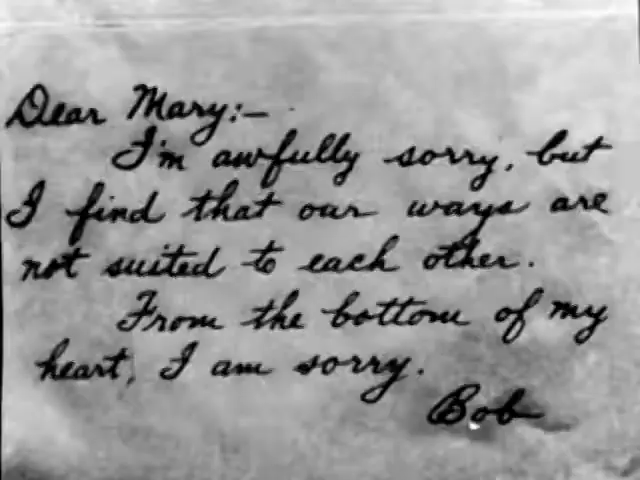 Dear Mary:—
I'm awfully sorry, but
I find that our ways are
not suited to each other.
From the bottom of my
heart, I am sorry.
Bob